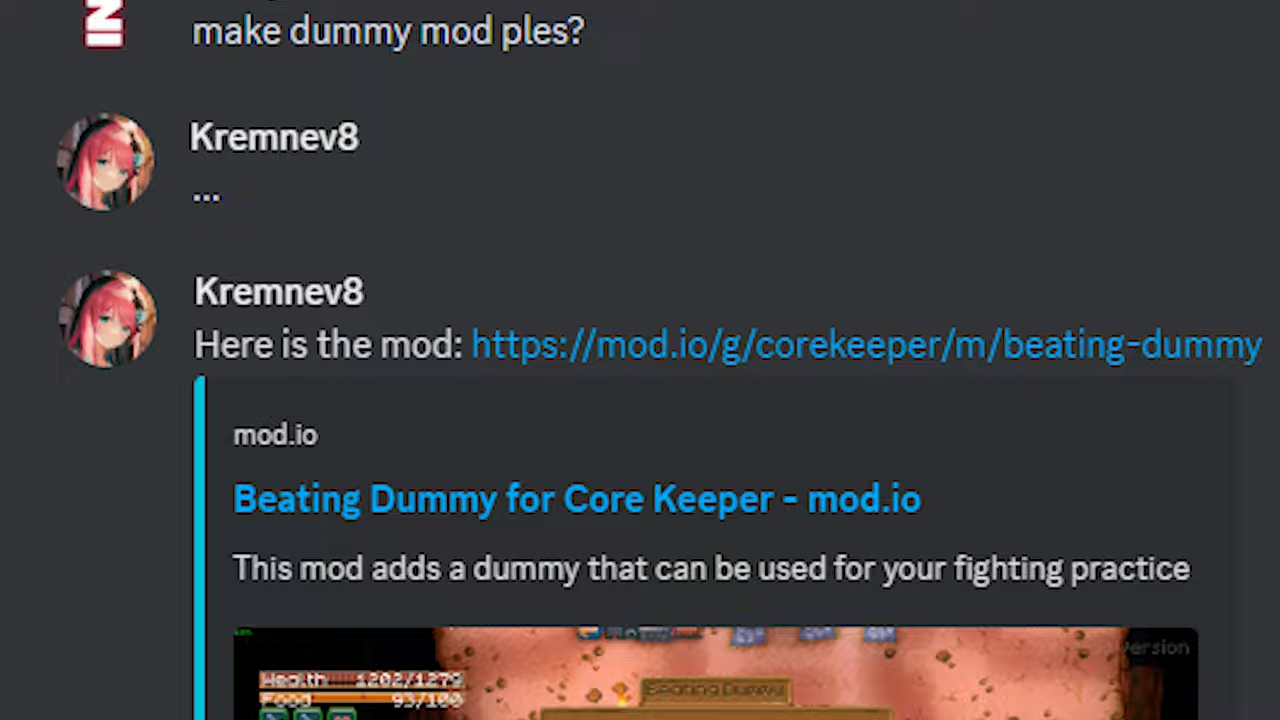 IN
make dummy mod ples?
Kremnev8
...
Kremnev8
Here is the mod: https://mod.io/g/corekeeper/m/beating-dummy
mod.io
Beating Dummy for Core Keeper - mod.io
This mod adds a dummy that can be used for your fighting practice
version
Health 1202/1279
Beating Dummy
Food 93/100